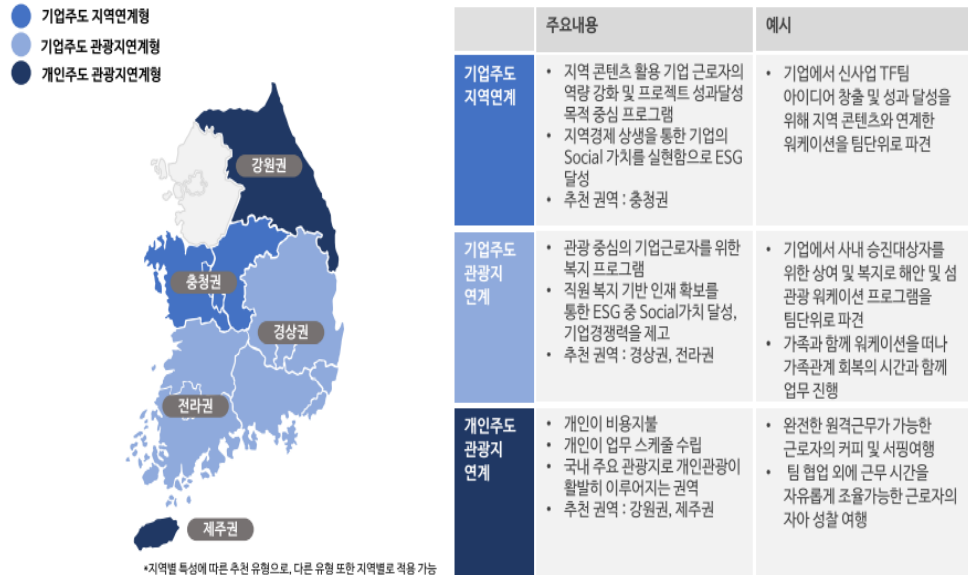 기업주도 지역연계형
기업주도 관광지연계형
개인주도 관광지연계형
강원권
충청권
경상권
전라권
제주권
*지역별 특성에 따른 추천 유형으로, 다른 유형 또한 지역별로 적용 가능
주요내용
예시
기업주도
지역연계
• 지역 콘텐츠 활용 기업 근로자의
역량 강화 및 프로젝트 성과달성
목적 중심 프로그램
• 지역경제 상생을 통한 기업의
Social 가치를 실현함으로 ESG
달성
• 추천 권역 : 충청권
• 기업에서 신사업 TF팀
아이디어 창출 및 성과 달성을
위해 지역 콘텐츠와 연계한
워케이션을 팀단위로 파견
기업주도
관광지
연계
• 관광 중심의 기업근로자를 위한
복지 프로그램
• 직원 복지 기반 인재 확보를
통한 ESG 중 Social가치 달성,
기업경쟁력을 제고
• 추천 권역 : 경상권, 전라권
• 기업에서 사내 승진대상자를
위한 상여 및 복지로 해안 및 섬
관광 워케이션 프로그램을
팀단위로 파견
• 가족과 함께 워케이션을 떠나
가족관계 회복의 시간과 함께
업무 진행
개인주도
관광지
연계
• 개인이 비용지불
• 개인이 업무 스케줄 수립
• 국내 주요 관광지로 개인관광이
활발히 이루어지는 권역
• 추천 권역 : 강원권, 제주권
• 완전한 원격근무가 가능한
근로자의 커피 및 서핑여행
• 팀 협업 외에 근무 시간을
자유롭게 조율가능한 근로자의
자아 성찰 여행